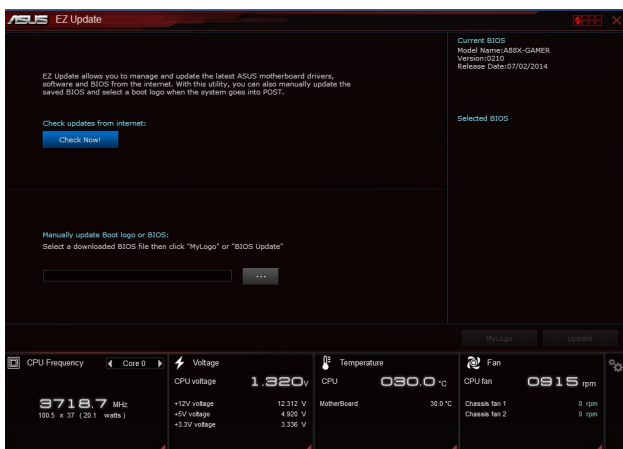 ASUS EZ Update
EZ Update allows you to manage and update the latest ASUS motherboard drivers,
software and BIOS from the internet. With this utility, you can also manually update the
saved BIOS and select a boot logo when the system goes into POST.
Check updates from internet:
Check Now!
Manually update Boot logo or BIOS:
Select a downloaded BIOS file then click "MyLogo" or "BIOS Update"
...
Current BIOS
Model Name:A88X-GAMER
Version:0210
Release Date:07/02/2014
Selected BIOS
MyLogo Update
CPU Frequency Core 0
3718.7 MHz
100.5 x 37 (20.1 watts )
Voltage
CPU voltage 1.320V
+12V voltage 12.312 V
+5V voltage 4.920 V
+3.3V voltage 3.336 V
Temperature
CPU 030.0 °C
MotherBoard 30.0 °C
Fan
CPU fan 0915 rpm
Chassis fan 1 0 rpm
Chassis fan 2 0 rpm